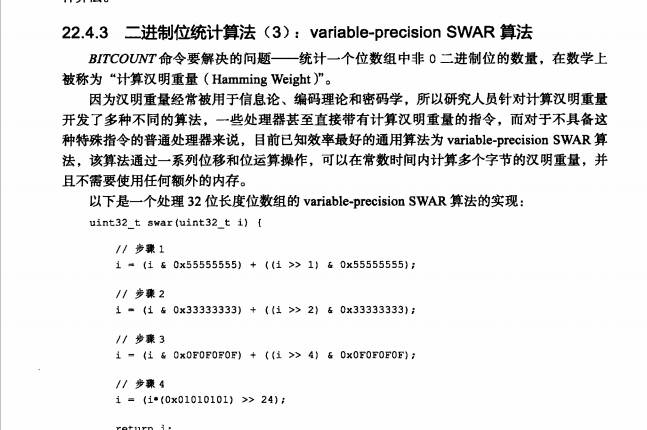 22.4.3 二进制位统计算法（3）：variable-precision SWAR 算法
BITCOUNT 命令要解决的问题——统计一个位数组中非 0 二进制位的数量，在数学上
被称为“计算汉明重量（Hamming Weight）”。
因为汉明重量经常被用于信息论、编码理论和密码学，所以研究人员针对计算汉明重量
开发了多种不同的算法，一些处理器甚至直接带有计算汉明重量的指令，而对于不具备这
种特殊指令的普通处理器来说，目前已知效率最好的通用算法为 variable-precision SWAR 算
法，该算法通过一系列位移和位运算操作，可以在常数时间内计算多个字节的汉明重量，并
且不需要使用任何额外的内存。
以下是一个处理 32 位长度位数组的 variable-precision SWAR 算法的实现：
uint32_t swar(uint32_t i) {
// 步骤 1
i = (i & 0x55555555) + ((i >> 1) & 0x55555555);
// 步骤 2
i = (i & 0x33333333) + ((i >> 2) & 0x33333333);
// 步骤 3
i = (i & 0x0F0F0F0F) + ((i >> 4) & 0x0F0F0F0F);
// 步骤 4
i = (i*(0x01010101) >> 24);
return i;